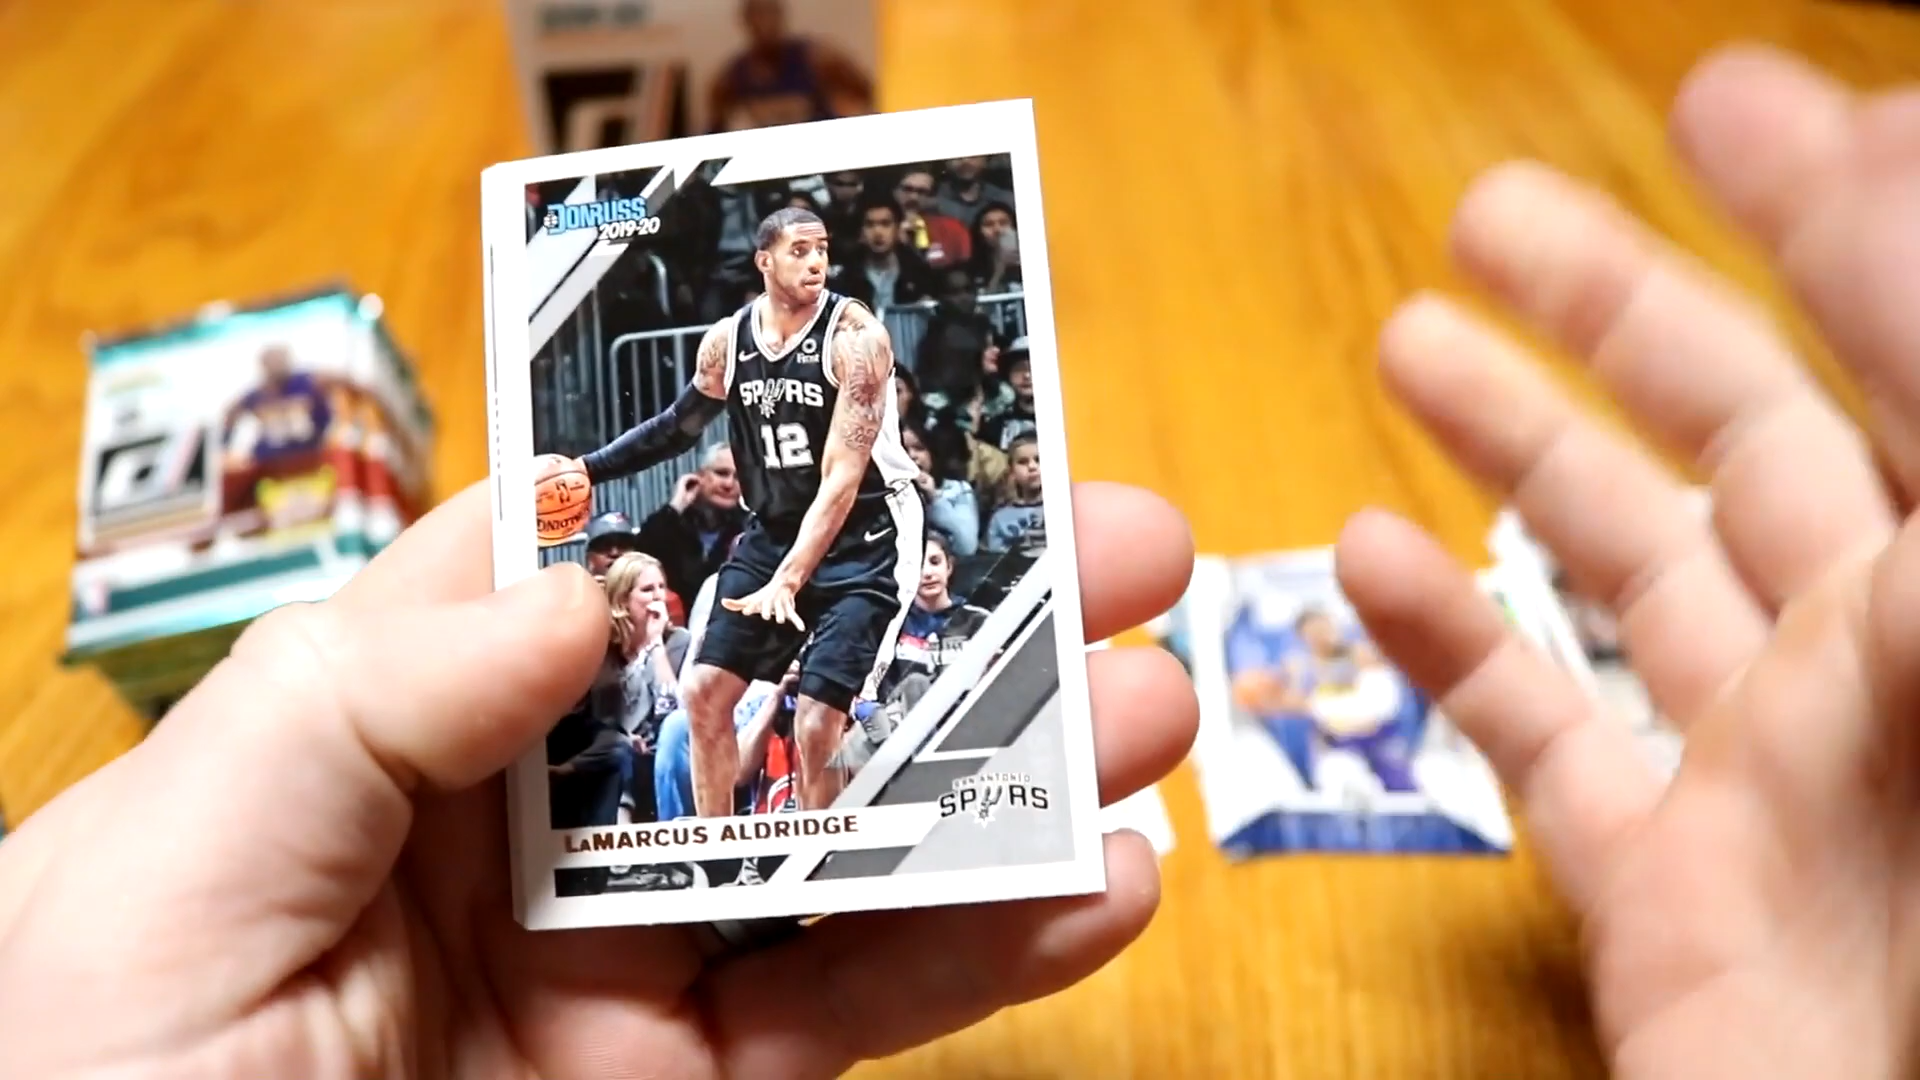 DONRUSS
2019-20
SPURS
12
SAN ANTONIO
SPURS
LaMARCUS ALDRIDGE